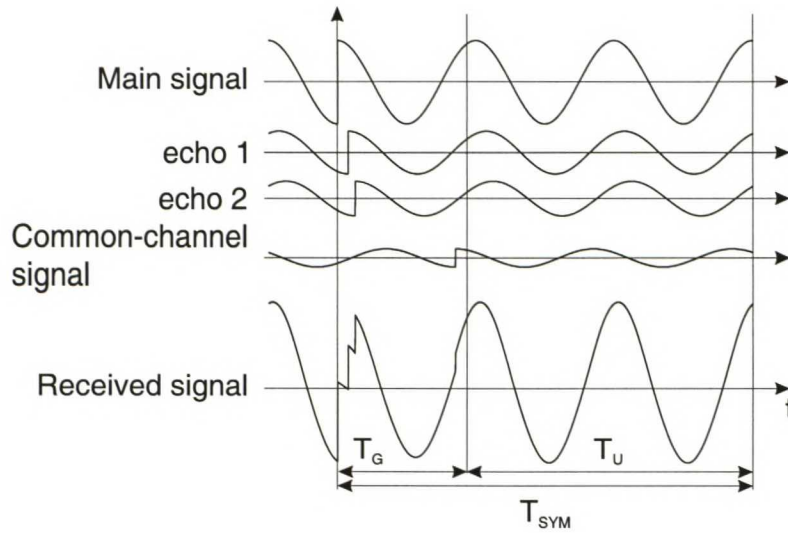 Main signal
echo 1
echo 2
Common-channel
signal
Received signal
t
T_G
T_U
T_SYM